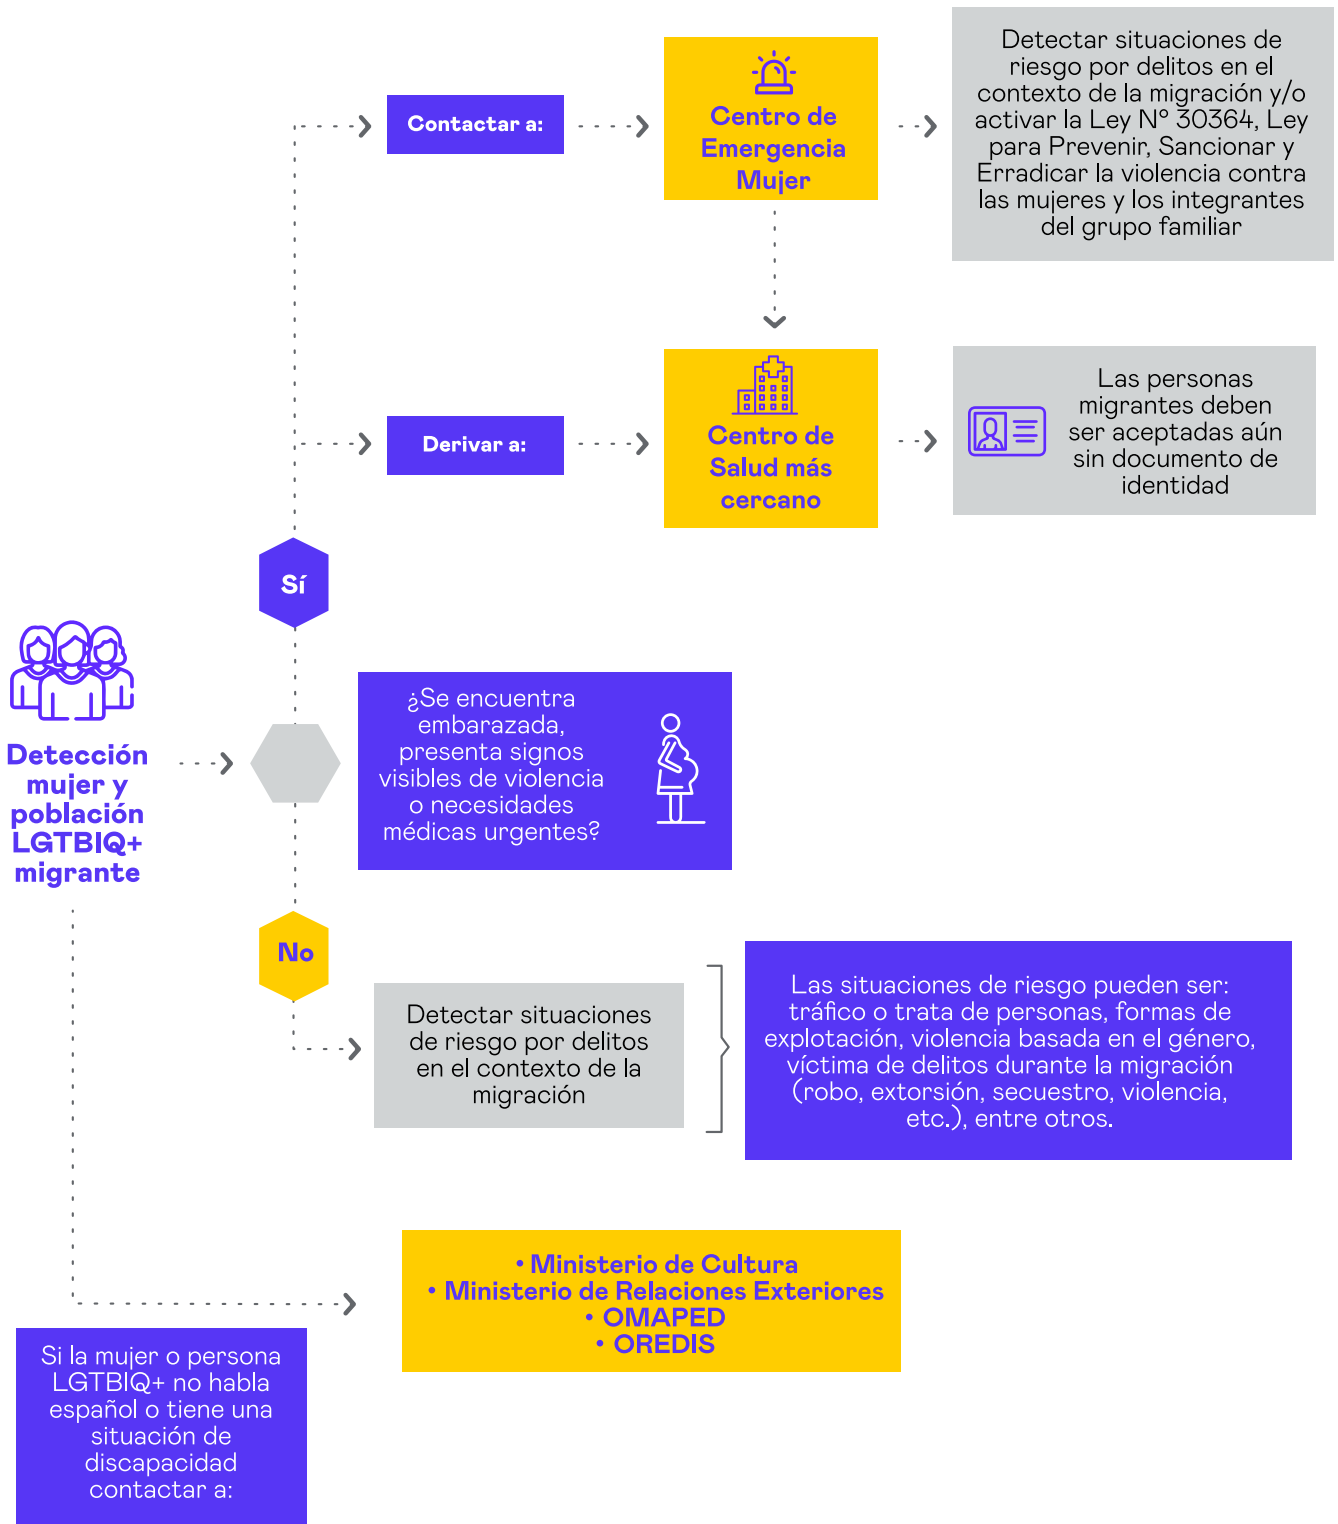 Contactar a:
Centro de
Emergencia
Mujer
Detectar situaciones de
riesgo por delitos en el
contexto de la migración y/o
activar la Ley N° 30364, Ley
para Prevenir, Sancionar y
Erradicar la violencia contra
las mujeres y los integrantes
del grupo familiar
Derivar a:
Centro de
Salud más
cercano
Las personas
migrantes deben
ser aceptadas aún
sin documento de
identidad
Sí
Detección
mujer y
población
LGTBIQ+
migrante
¿Se encuentra
embarazada,
presenta signos
visibles de violencia
o necesidades
médicas urgentes?
No
Detectar situaciones
de riesgo por delitos
en el contexto de la
migración
Las situaciones de riesgo pueden ser:
tráfico o trata de personas, formas de
explotación, violencia basada en el género,
víctima de delitos durante la migración
(robo, extorsión, secuestro, violencia,
etc.), entre otros.
• Ministerio de Cultura
• Ministerio de Relaciones Exteriores
• OMAPED
• OREDIS
Si la mujer o persona
LGTBIQ+ no habla
español o tiene una
situación de
discapacidad
contactar a: